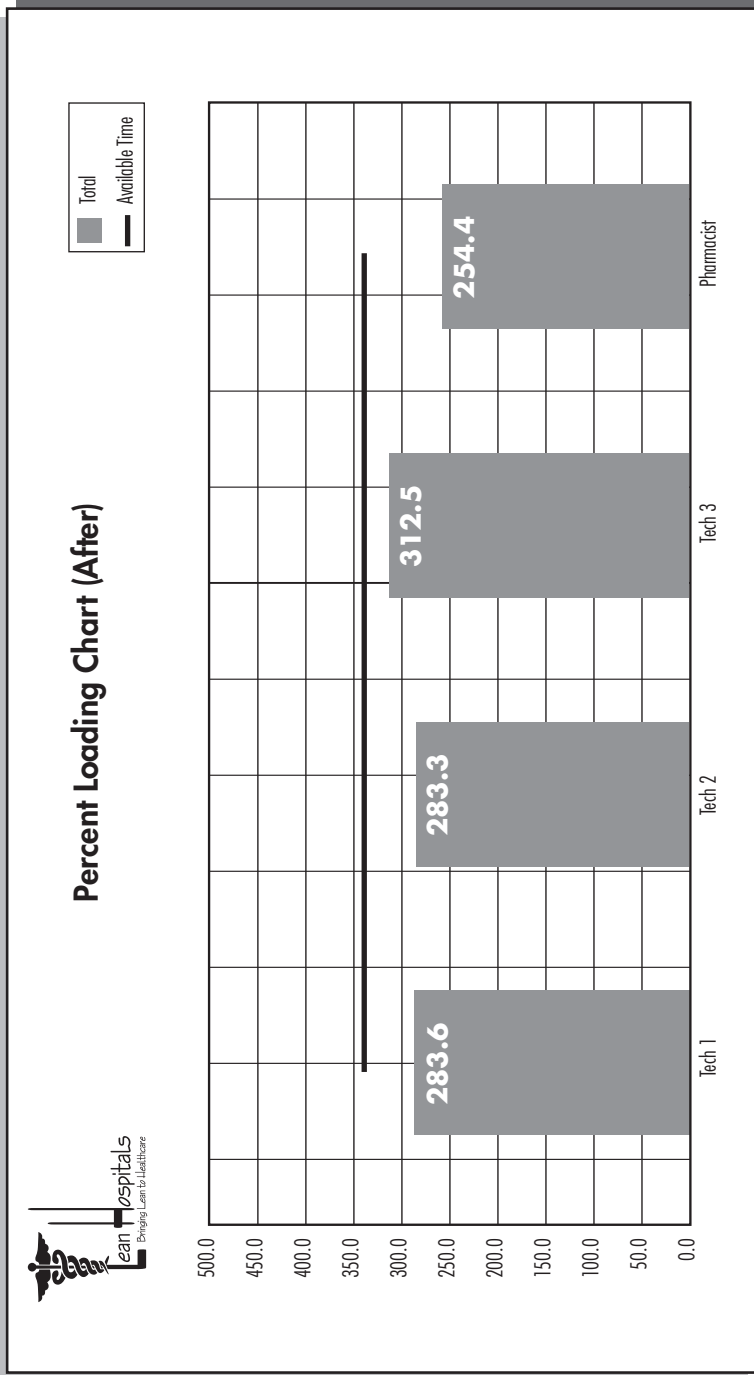 Lean Hospitals
Bringing Lean to Healthcare
Percent Loading Chart (After)
Total
Available Time
500.0
450.0
400.0
350.0
300.0
250.0
200.0
150.0
100.0
50.0
0.0
283.6
283.3
312.5
254.4
Tech 1
Tech 2
Tech 3
Pharmacist